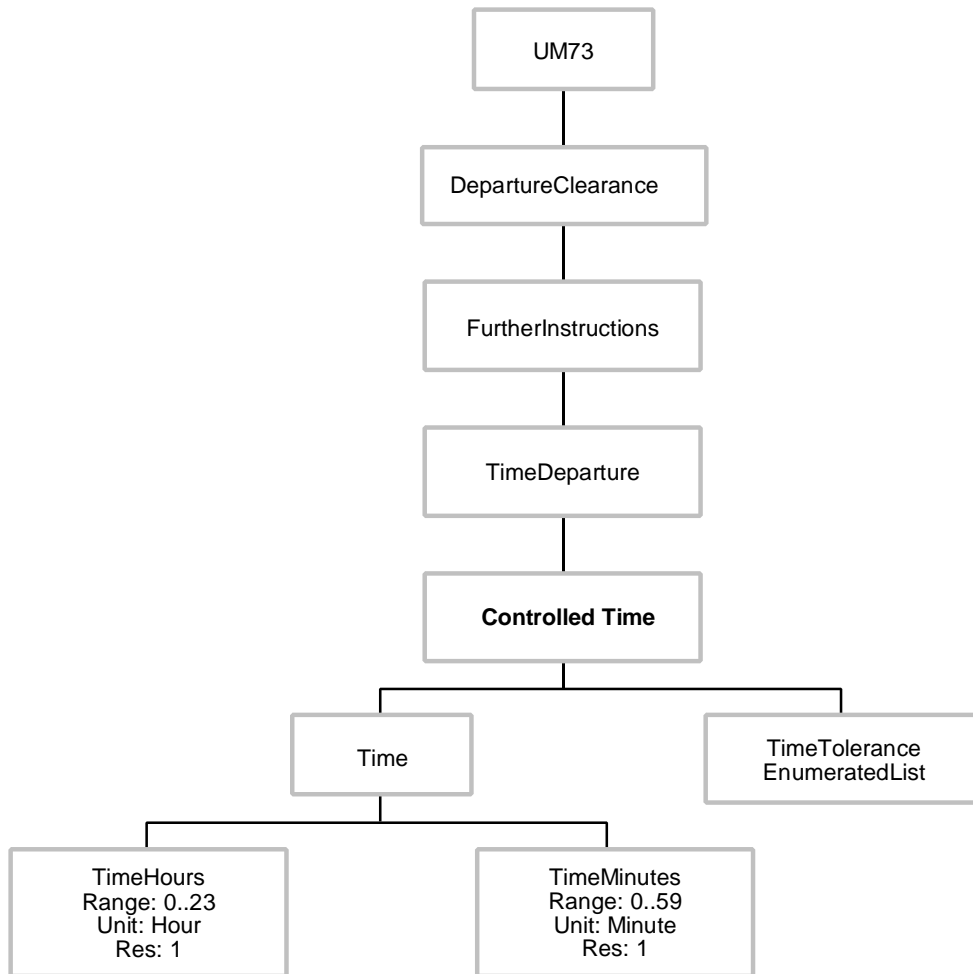 UM73
DepartureClearance
FurtherInstructions
TimeDeparture
Controlled Time
Time
TimeTolerance
EnumeratedList
TimeHours
Range: 0..23
Unit: Hour
Res: 1
TimeMinutes
Range: 0..59
Unit: Minute
Res: 1